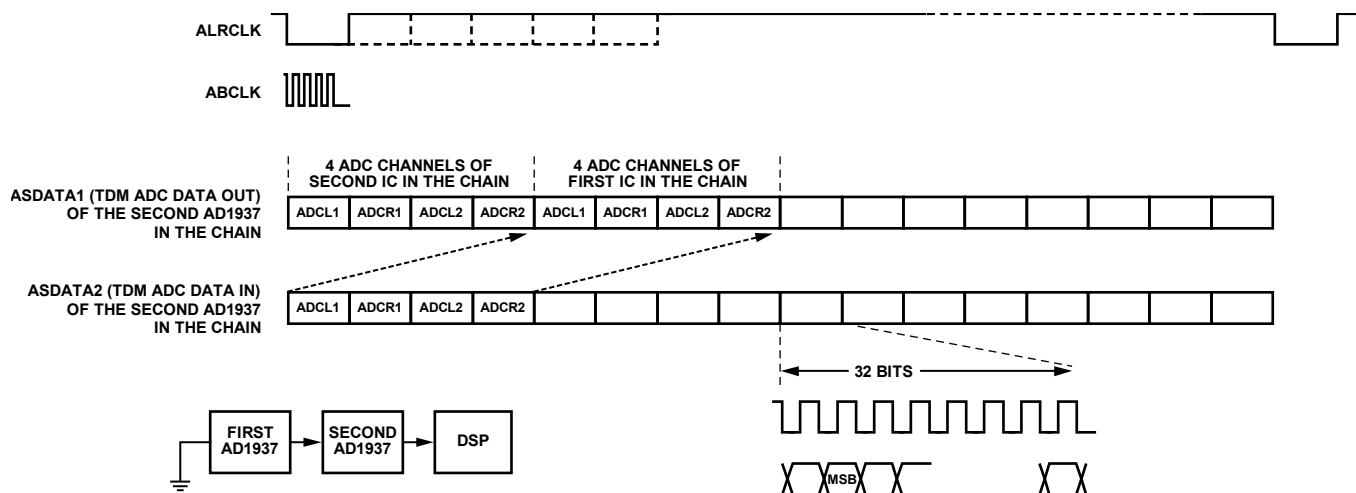 ALRCLK
ABCLK
4 ADC CHANNELS OF
SECOND IC IN THE CHAIN
4 ADC CHANNELS OF
FIRST IC IN THE CHAIN
ASDATA1 (TDM ADC DATA OUT)
OF THE SECOND AD1937
IN THE CHAIN
ADCL1 ADCR1 ADCL2 ADCR2 ADCL1 ADCR1 ADCL2 ADCR2
ASDATA2 (TDM ADC DATA IN)
OF THE SECOND AD1937
IN THE CHAIN
ADCL1 ADCR1 ADCL2 ADCR2
32 BITS
FIRST
AD1937
SECOND
AD1937
DSP
MSB